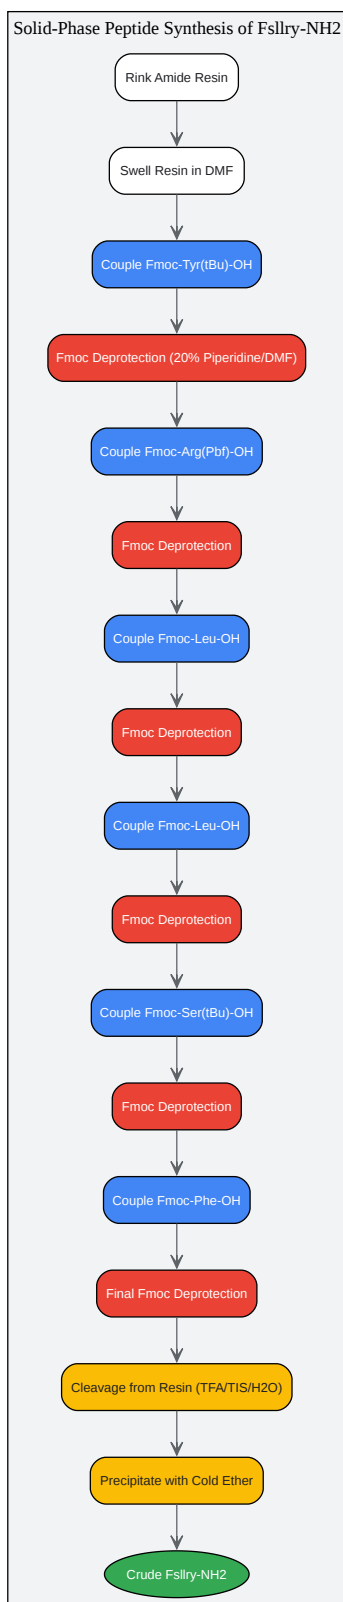 Solid-Phase Peptide Synthesis of Fsllry-NH2
Rink Amide Resin
Swell Resin in DMF
Couple Fmoc-Tyr(tBu)-OH
Fmoc Deprotection (20% Piperidine/DMF)
Couple Fmoc-Arg(Pbf)-OH
Fmoc Deprotection
Couple Fmoc-Leu-OH
Fmoc Deprotection
Couple Fmoc-Leu-OH
Fmoc Deprotection
Couple Fmoc-Ser(tBu)-OH
Fmoc Deprotection
Couple Fmoc-Phe-OH
Final Fmoc Deprotection
Cleavage from Resin (TFA/TIS/H2O)
Precipitate with Cold Ether
Crude Fsllry-NH2